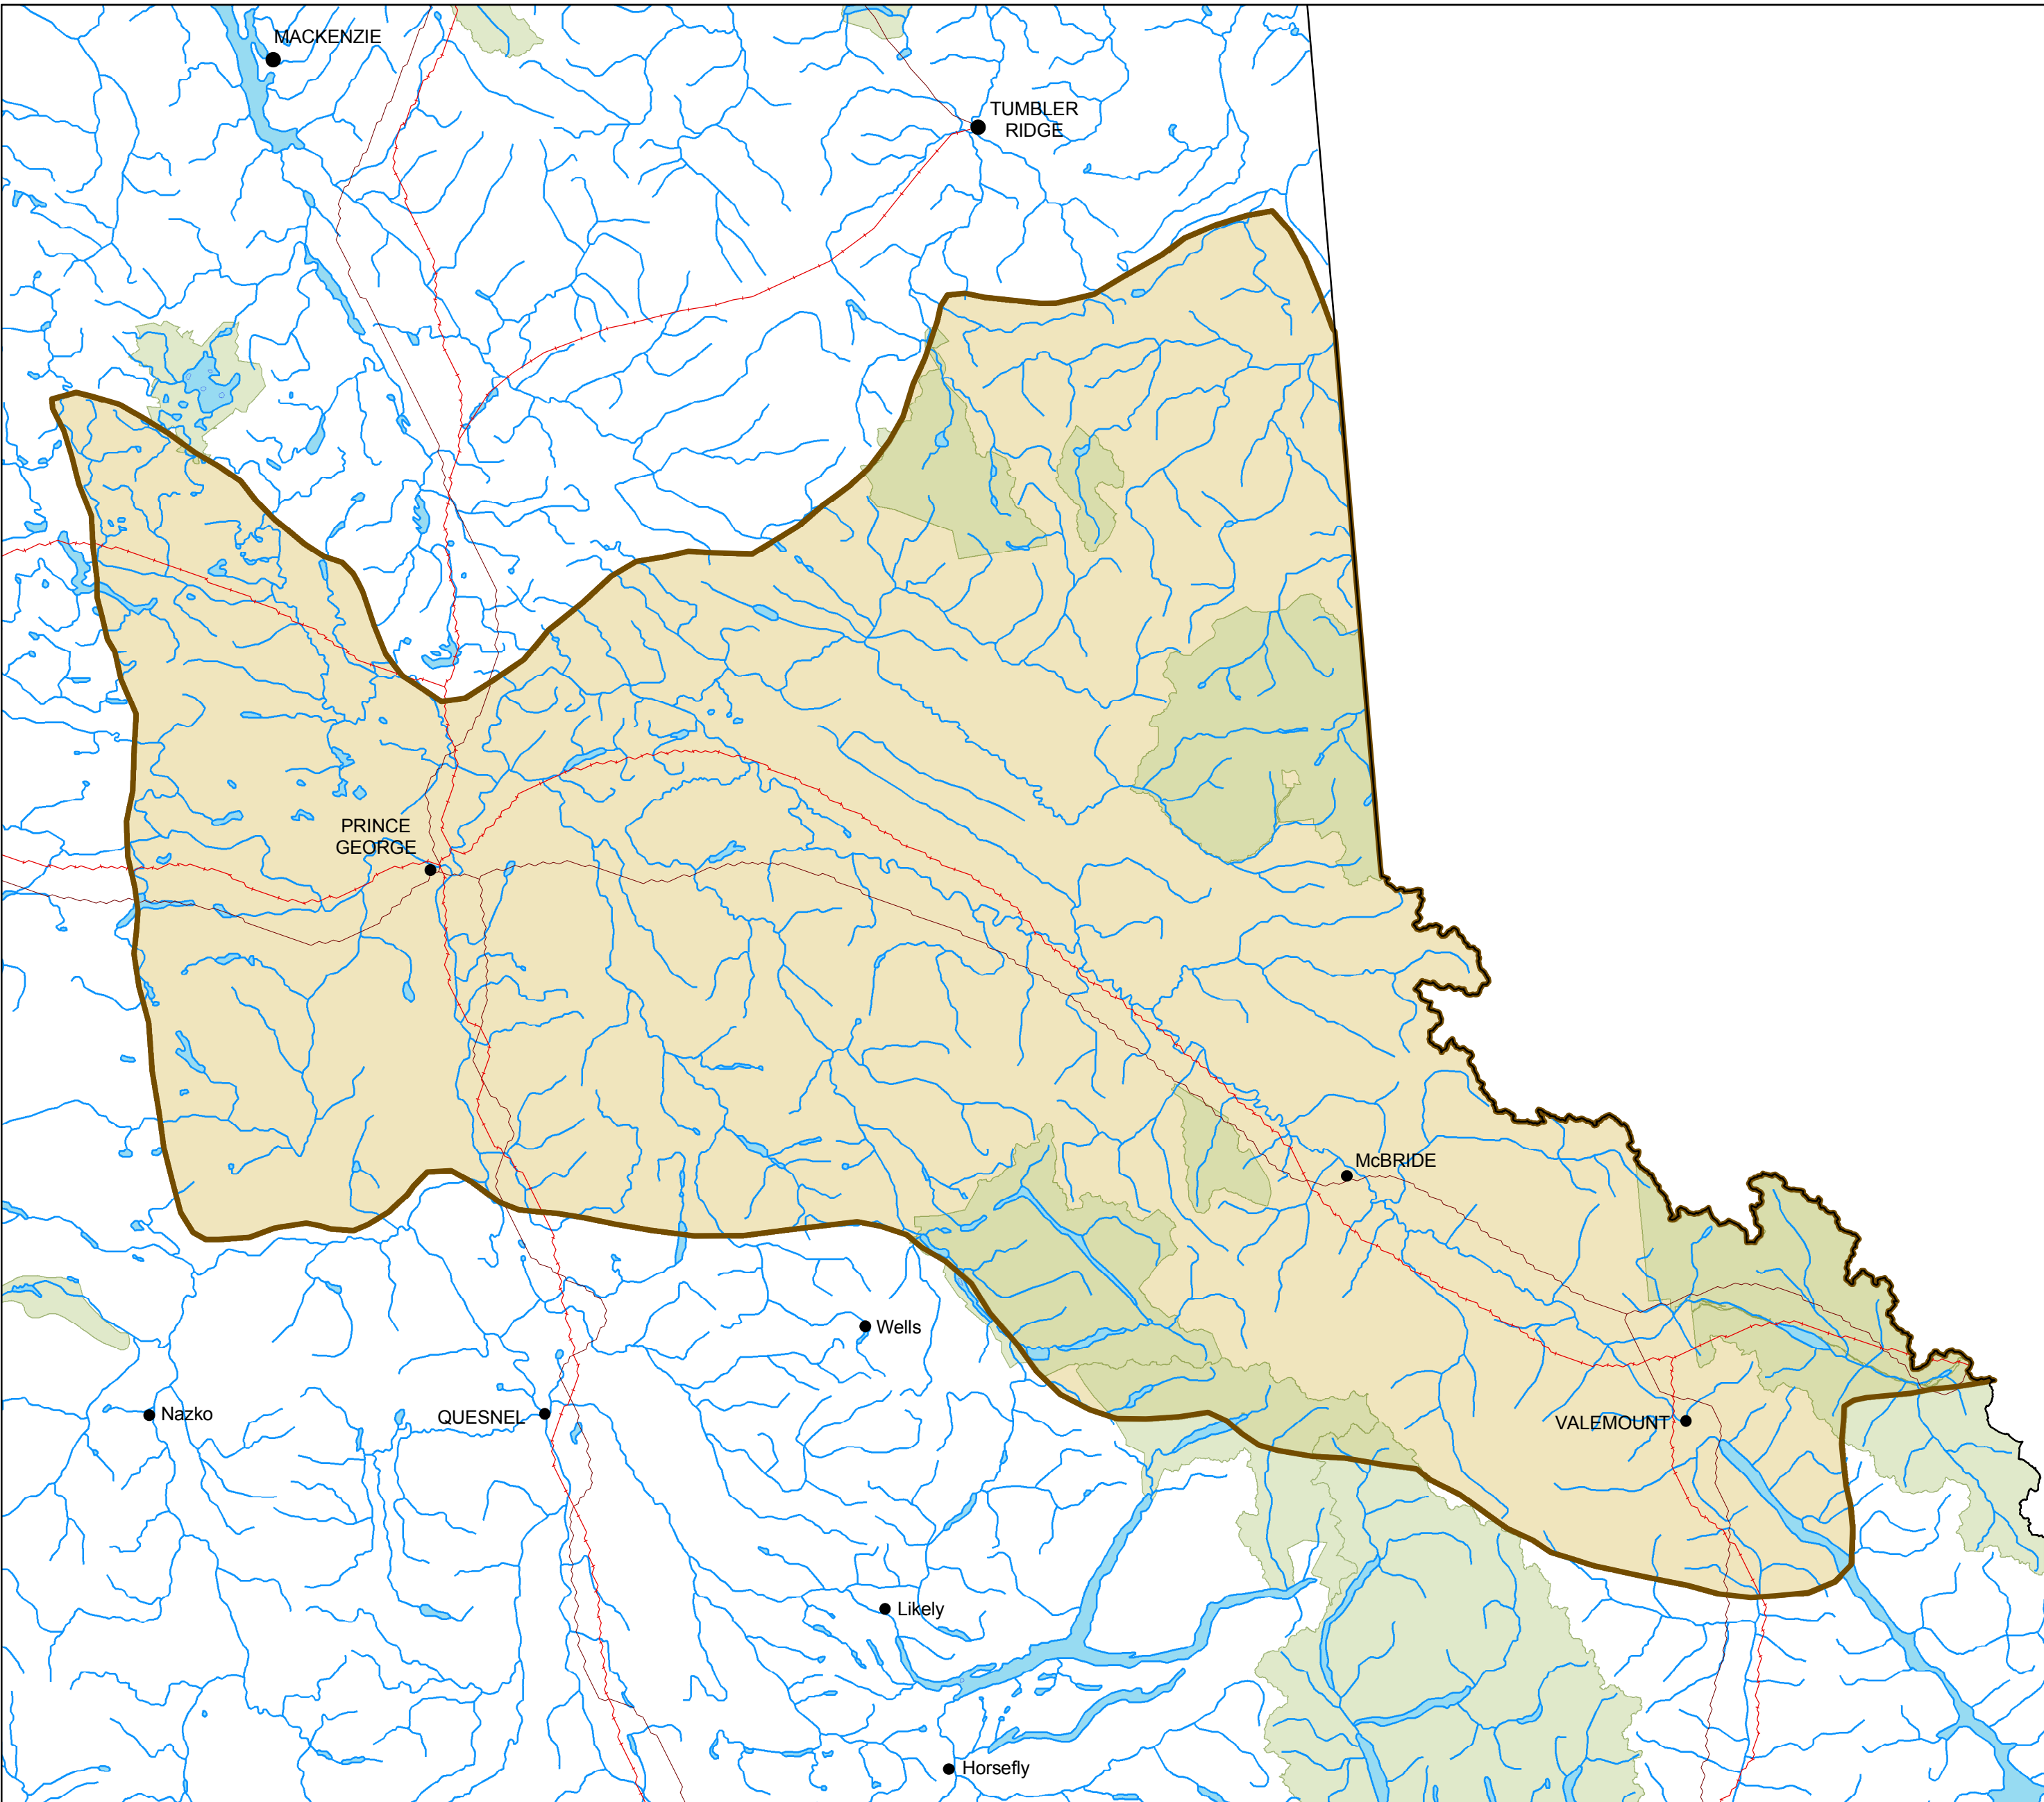 MACKENZIE
TUMBLER
RIDGE
PRINCE
GEORGE
McBRIDE
Wells
Nazko
QUESNEL
VALEMOUNT
Likely
Horsefly